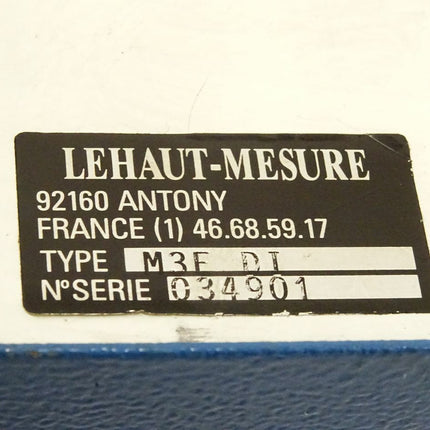 LEHAUT-MESURE
92160 ANTONY
FRANCE (1) 46.68.59.17
TYPE M3F DI
N°SERIE 034901